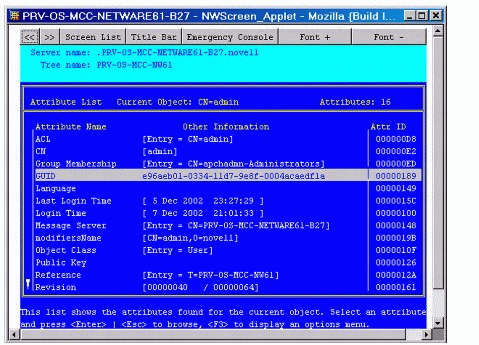 PRV-OS-MCC-NETWARE61-B27 - NWScreen_Applet - Mozilla {Build I...
<< >> Screen List Title Bar Emergency Console Font + Font -
Server name: .PRV-OS-MCC-NETWARE61-B27.novell
Tree name: PRV-OS-MCC-NW61
Attribute List Current Object: CN=admin Attributes: 16
Attribute Name Other Information Attr ID
ACL [Entry = CN=admin] 000000D8
CN [admin] 000000E2
Group Membership [Entry = CN=apchadmn-Administrators] 000000ED
GUID e96aeb01-0334-11d7-9e8f-0004acaedf1a 00000189
Language 00000149
Last Login Time [ 5 Dec 2002 23:27:29 ] 0000015C
Login Time [ 7 Dec 2002 21:01:33 ] 00000100
Message Server [Entry = CN=PRV-OS-MCC-NETWARE61-B27] 00000148
modifiersName [CN=admin,O=novell] 0000019B
Object Class [Entry = User] 0000010F
Public Key 00000126
Reference [Entry = T=PRV-OS-MCC-NW61] 0000012A
Revision [00000040 / 00000064] 00000161
This list shows the attributes found for the current object. Select an attribute
and press <Enter> | <Esc> to browse, <F3> to display an options menu.